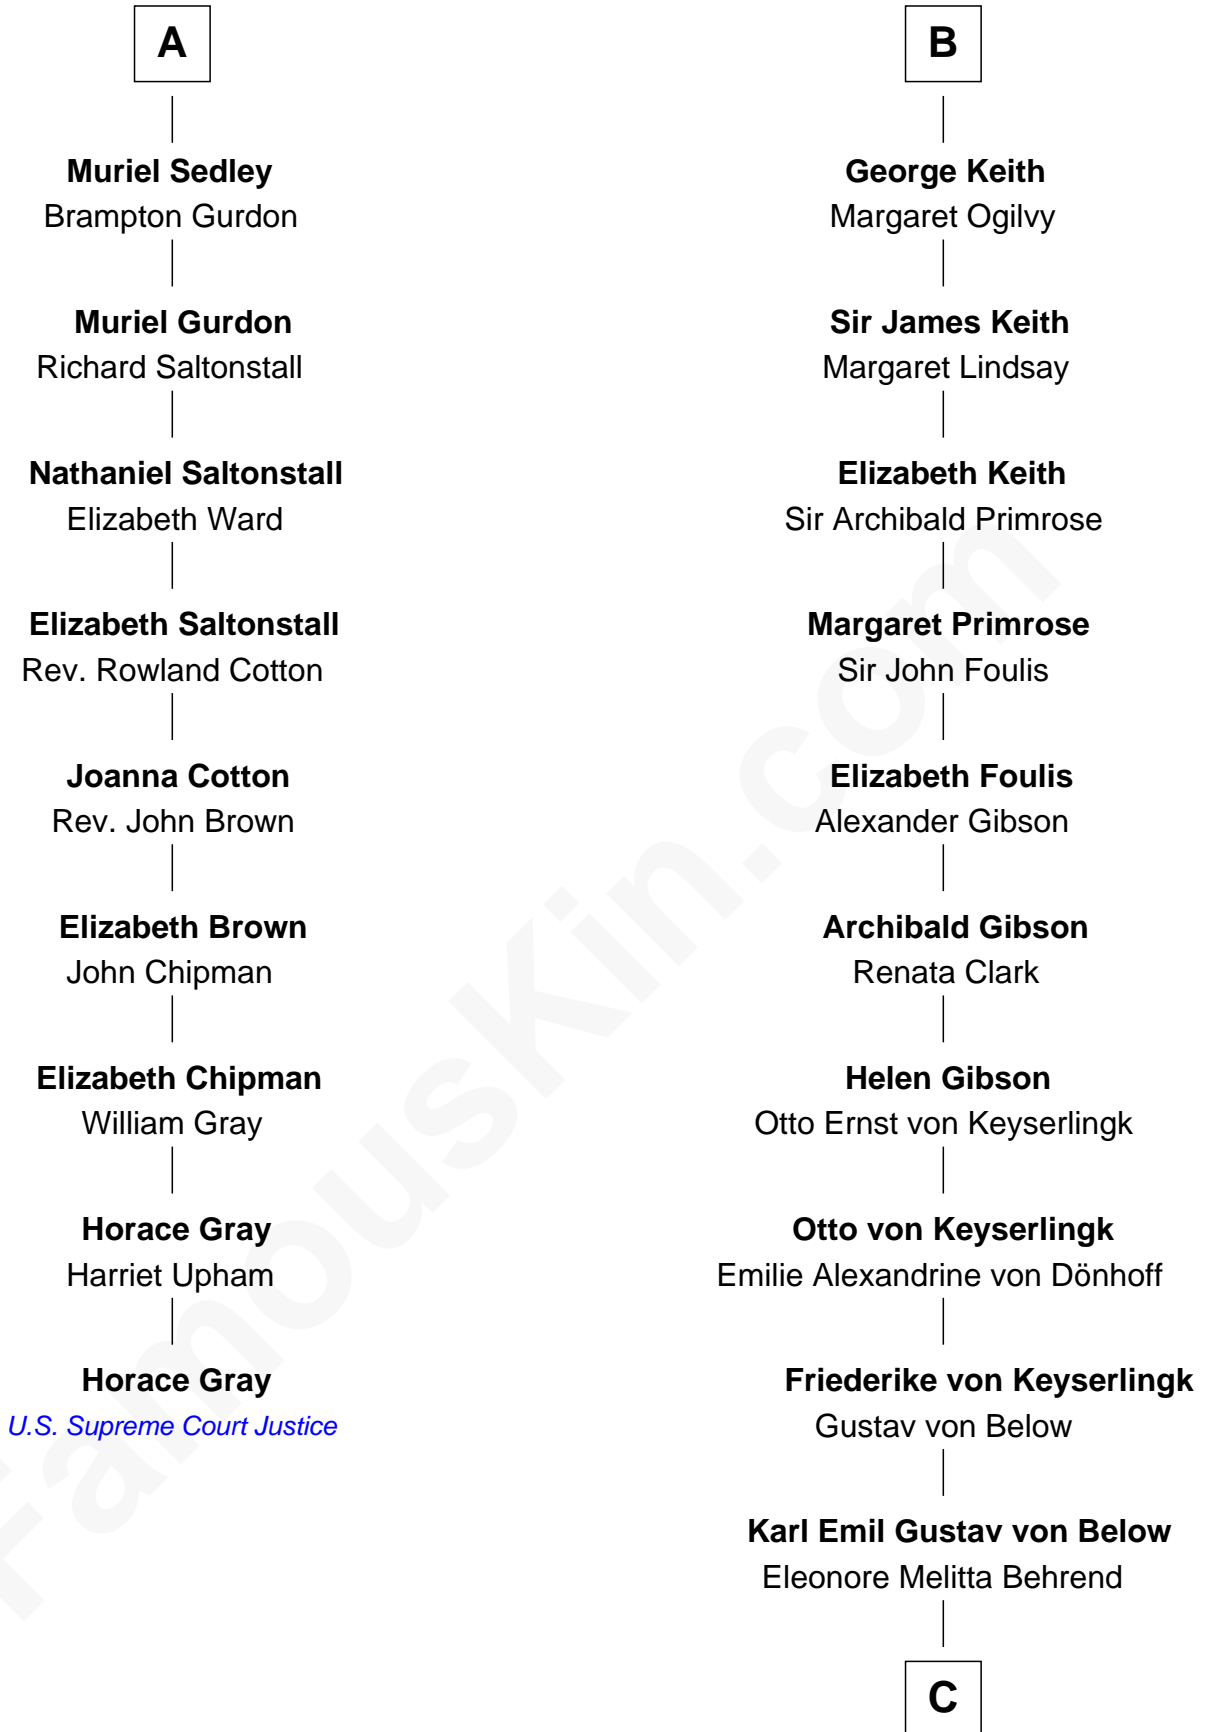 A
Muriel Sedley
Brampton Gurdon
Muriel Gurdon
Richard Saltonstall
Nathaniel Saltonstall
Elizabeth Ward
Elizabeth Saltonstall
Rev. Rowland Cotton
Joanna Cotton
Rev. John Brown
Elizabeth Brown
John Chipman
Elizabeth Chipman
William Gray
Horace Gray
Harriet Upham
Horace Gray
U.S. Supreme Court Justice
B
George Keith
Margaret Ogilvy
Sir James Keith
Margaret Lindsay
Elizabeth Keith
Sir Archibald Primrose
Margaret Primrose
Sir John Foulis
Elizabeth Foulis
Alexander Gibson
Archibald Gibson
Renata Clark
Helen Gibson
Otto Ernst von Keyserlingk
Otto von Keyserlingk
Emilie Alexandrine von Dönhoff
Friederike von Keyserlingk
Gustav von Below
Karl Emil Gustav von Below
Eleonore Melitta Behrend
C
FamousKin.com